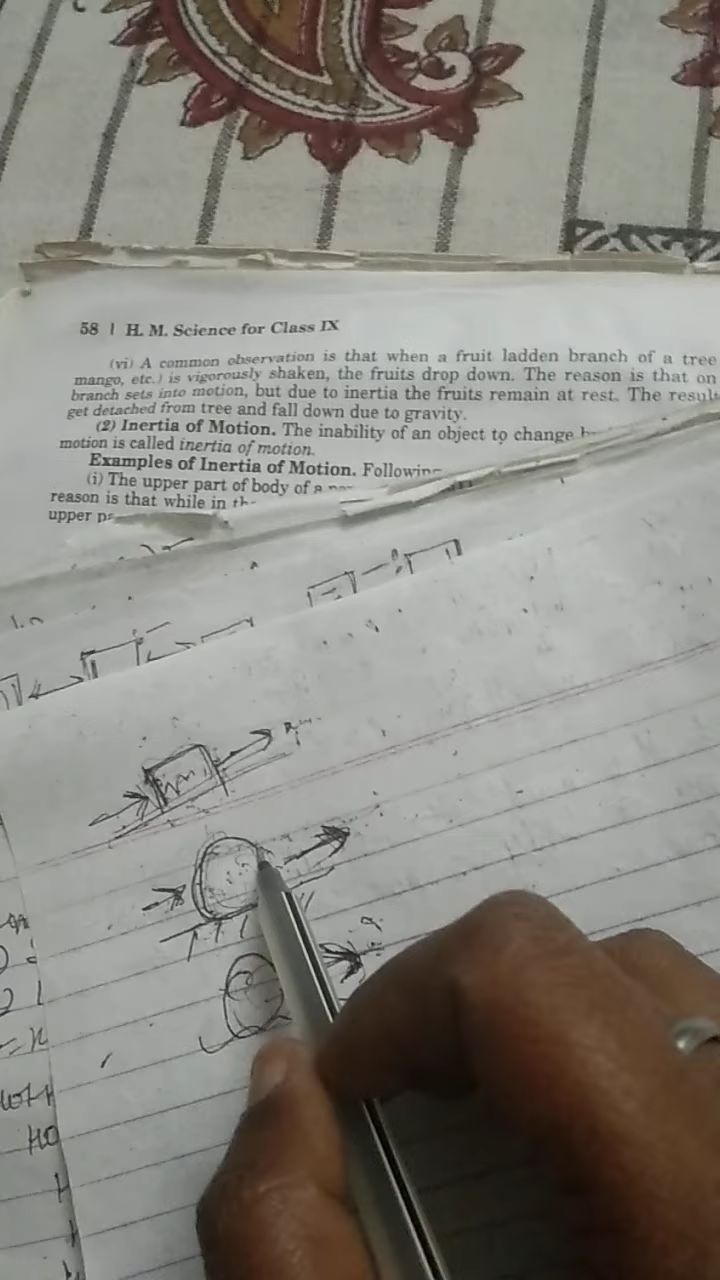 58 | H. M. Science for Class IX
(vi) A common observation is that when a fruit ladden branch of a tree
mango, etc.) is vigorously shaken, the fruits drop down. The reason is that on
branch sets into motion, but due to inertia the fruits remain at rest. The result
get detached from tree and fall down due to gravity.
(2) Inertia of Motion. The inability of an object to change
motion is called inertia of motion.
Examples of Inertia of Motion. Following
(i) The upper part of body of a
reason is that while in
upper